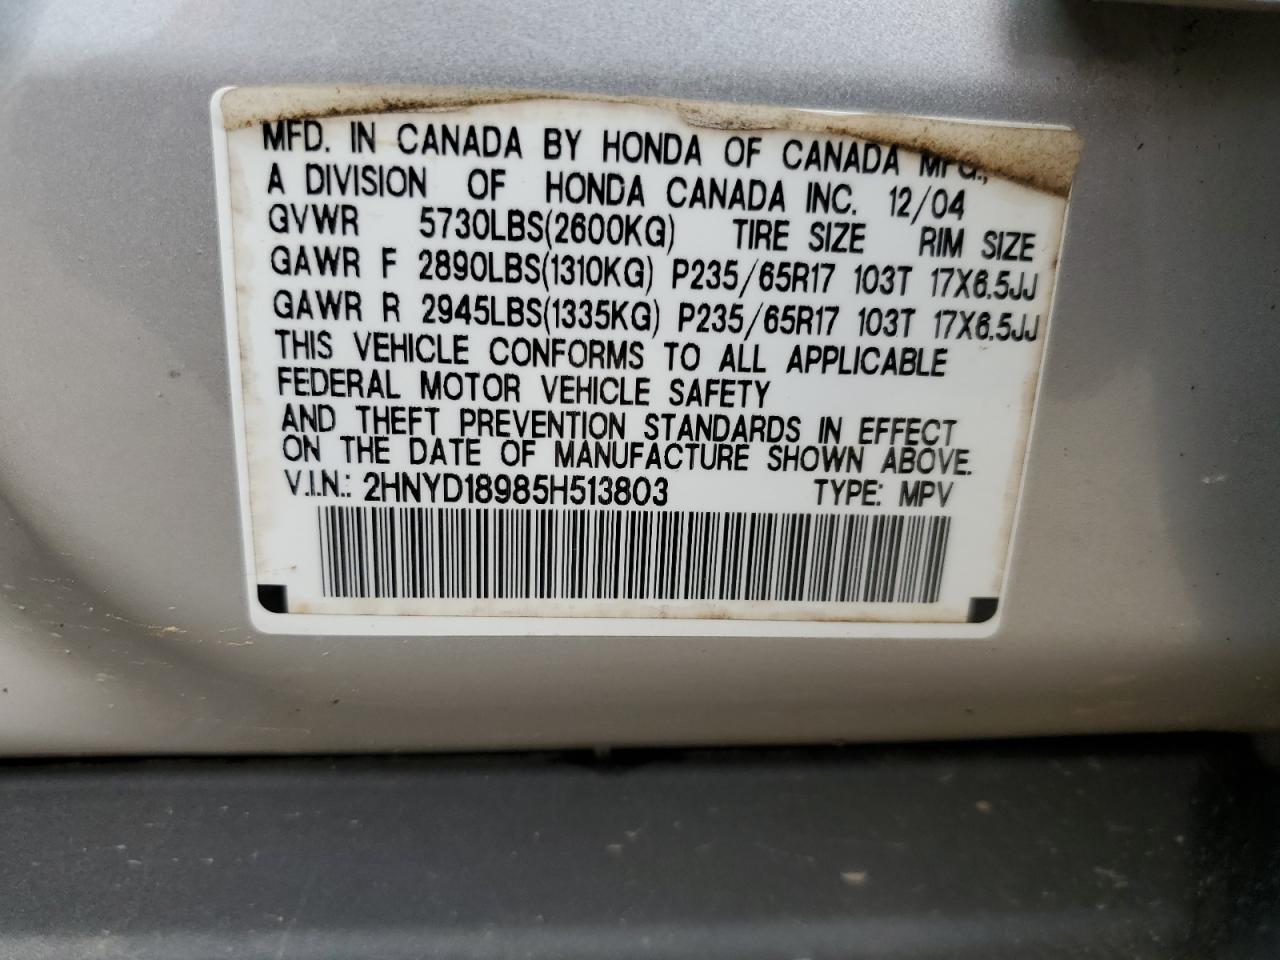 MFD. IN CANADA BY HONDA OF CANADA MFG.,
A DIVISION OF HONDA CANADA INC. 12/04
GVWR 5730LBS(2600KG) TIRE SIZE RIM SIZE
GAWR F 2890LBS(1310KG) P235/65R17 103T 17X6.5JJ
GAWR R 2945LBS(1335KG) P235/65R17 103T 17X6.5JJ
THIS VEHICLE CONFORMS TO ALL APPLICABLE
FEDERAL MOTOR VEHICLE SAFETY
AND THEFT PREVENTION STANDARDS IN EFFECT
ON THE DATE OF MANUFACTURE SHOWN ABOVE.
V.I.N.: 2HNYD18985H513803 TYPE: MPV